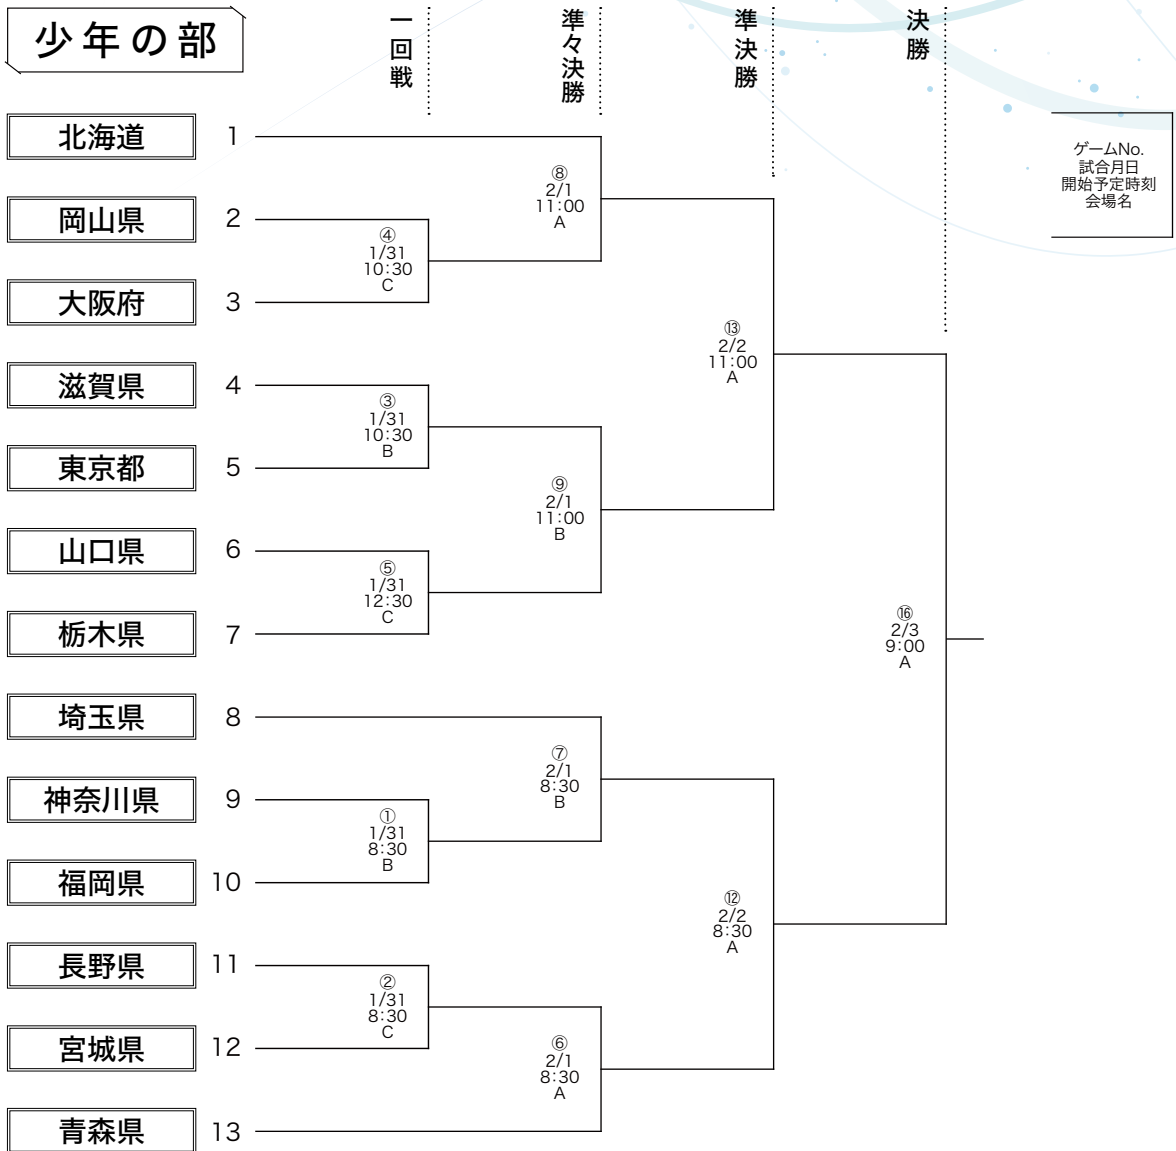 少年の部
一回戦
準々決勝
準決勝
決勝
ゲームNo.
試合月日
開始予定時刻
会場名
北海道 1
⑧
2/1
11:00
A
岡山県 2
④
1/31
10:30
C
大阪府 3
⑬
2/2
11:00
A
滋賀県 4
③
1/31
10:30
B
東京都 5
⑨
2/1
11:00
B
山口県 6
⑤
1/31
12:30
C
栃木県 7
⑯
2/3
9:00
A
埼玉県 8
⑦
2/1
8:30
B
神奈川県 9
①
1/31
8:30
B
福岡県 10
⑫
2/2
8:30
A
長野県 11
②
1/31
8:30
C
宮城県 12
⑥
2/1
8:30
A
青森県 13